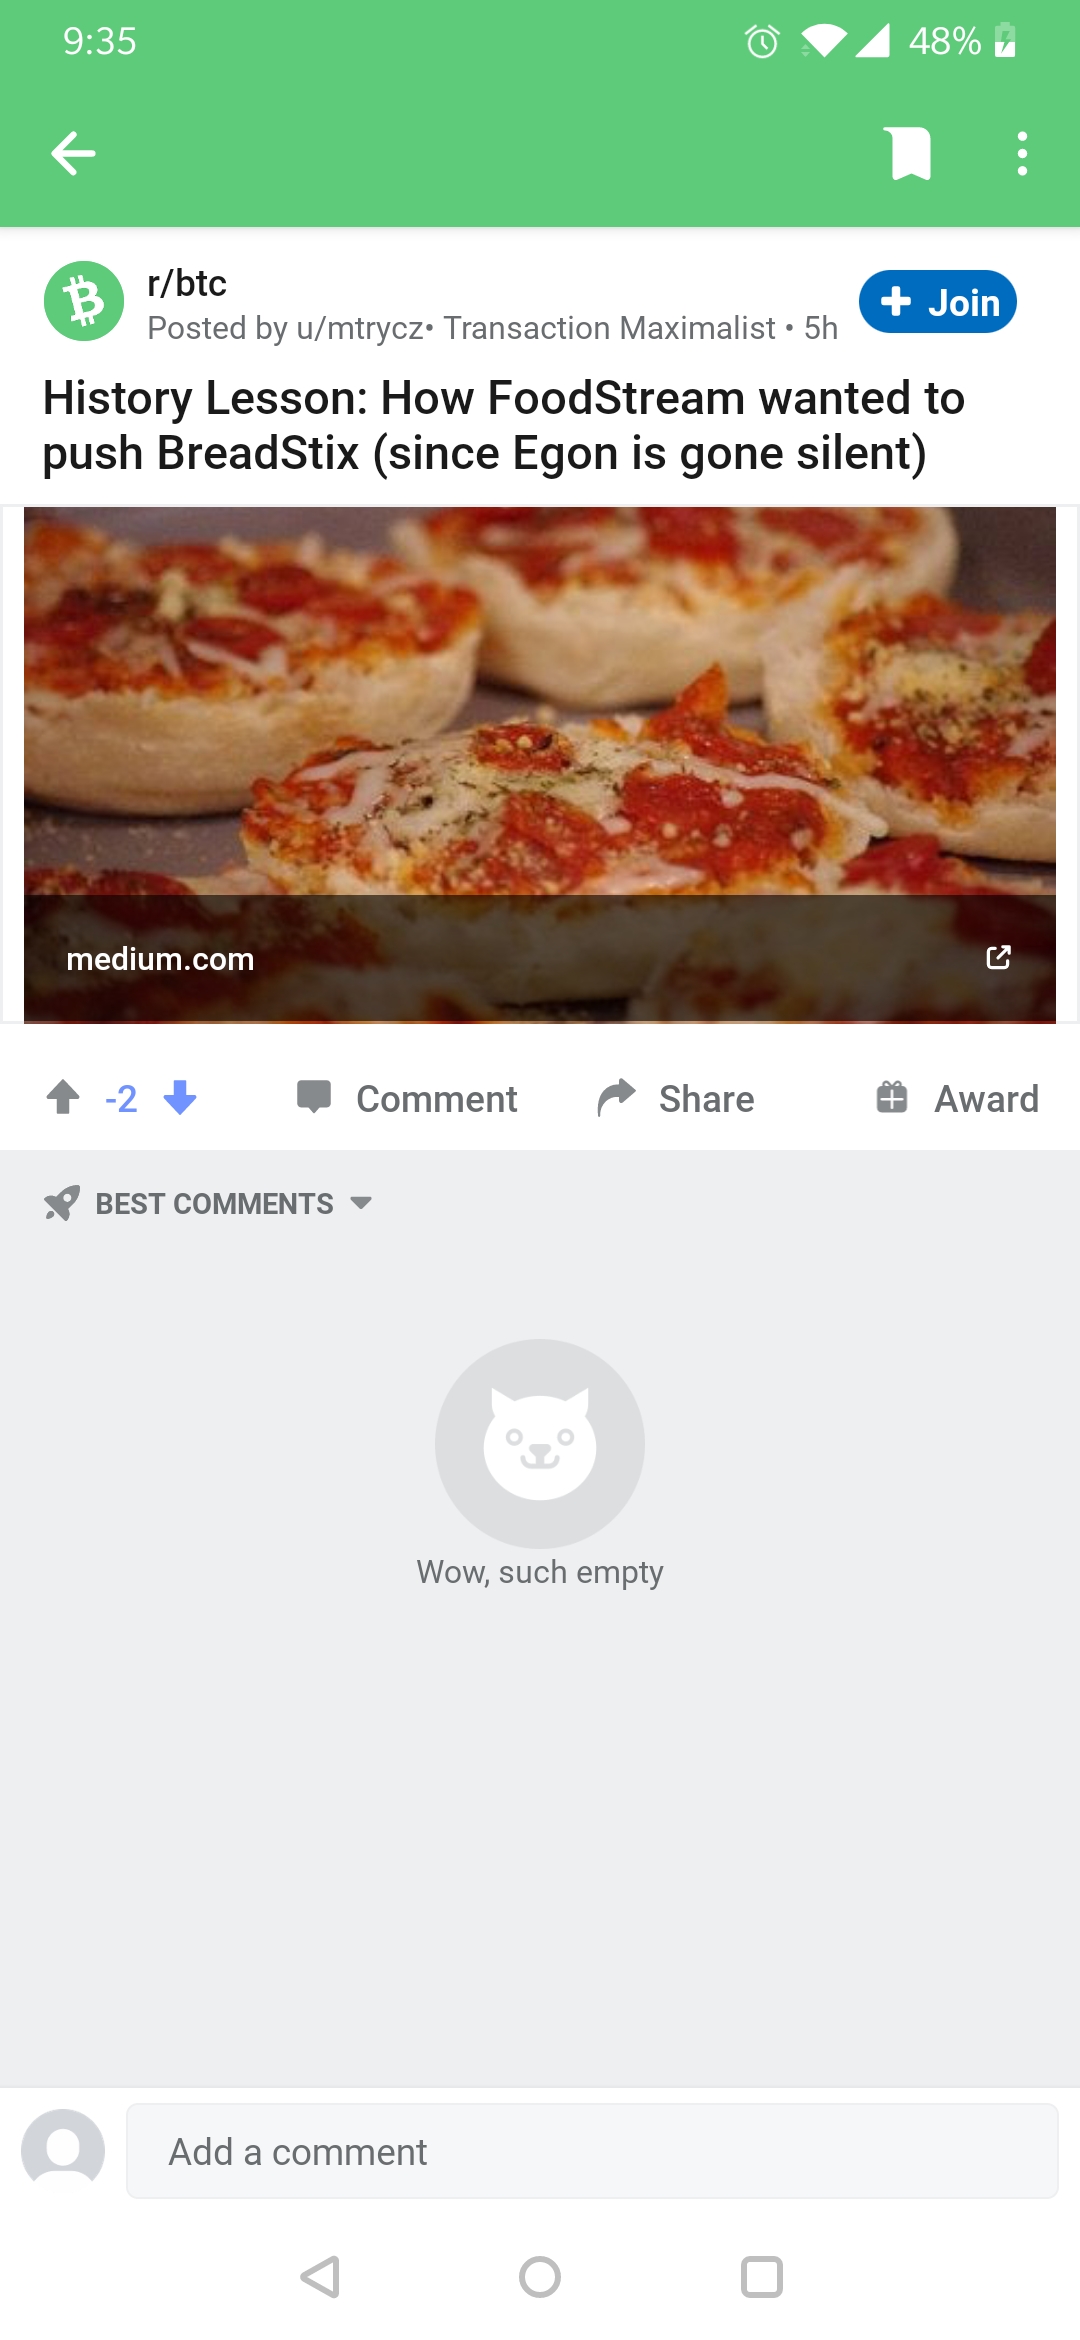 9:35
48%
r/btc
Join
Posted by u/mtrycz• Transaction Maximalist • 5h
History Lesson: How FoodStream wanted to
push BreadStix (since Egon is gone silent)
medium.com
-2
Comment
Share
Award
BEST COMMENTS
Wow, such empty
Add a comment